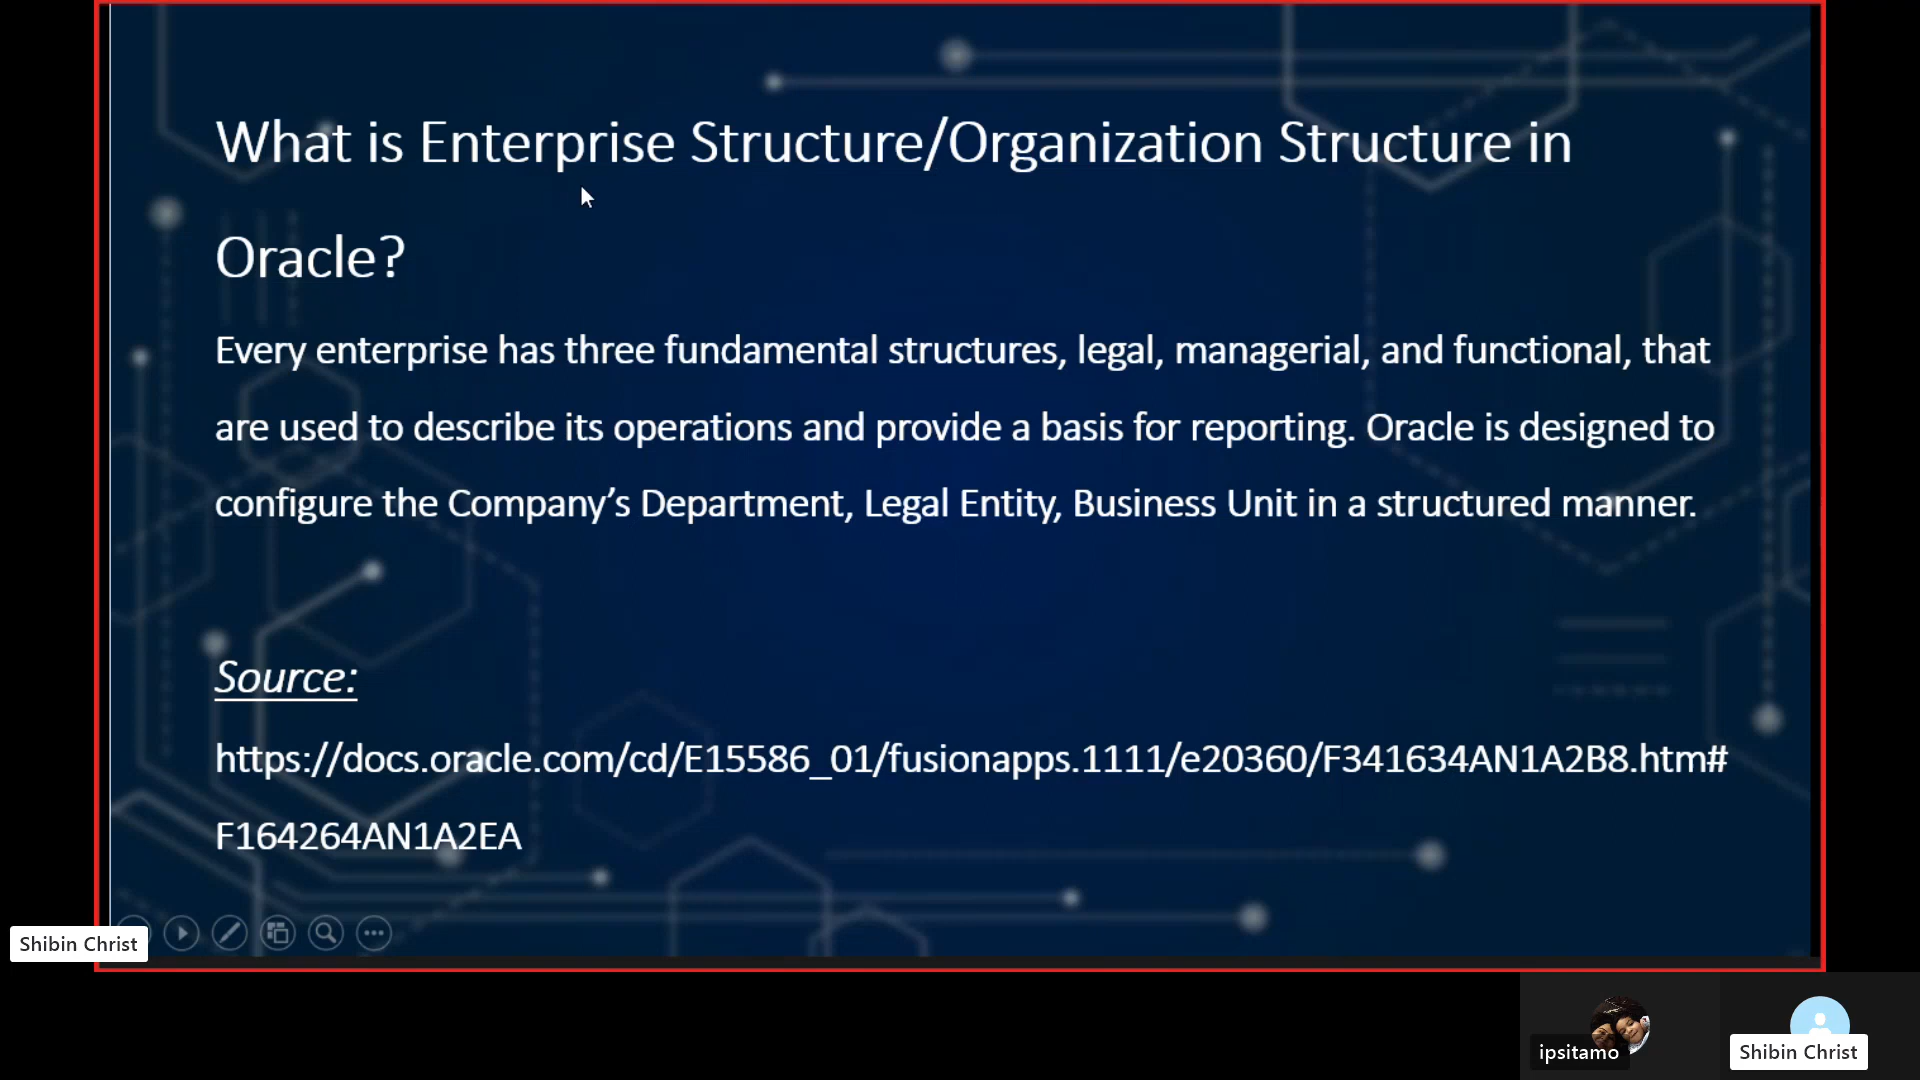 What is Enterprise Structure/Organization Structure in
Oracle?
Every enterprise has three fundamental structures, legal, managerial, and functional, that
are used to describe its operations and provide a basis for reporting. Oracle is designed to
configure the Company’s Department, Legal Entity, Business Unit in a structured manner.
Source:
https://docs.oracle.com/cd/E15586_01/fusionapps.1111/e20360/F341634AN1A2B8.htm#
F164264AN1A2EA
Shibin Christ
ipsitamo
Shibin Christ